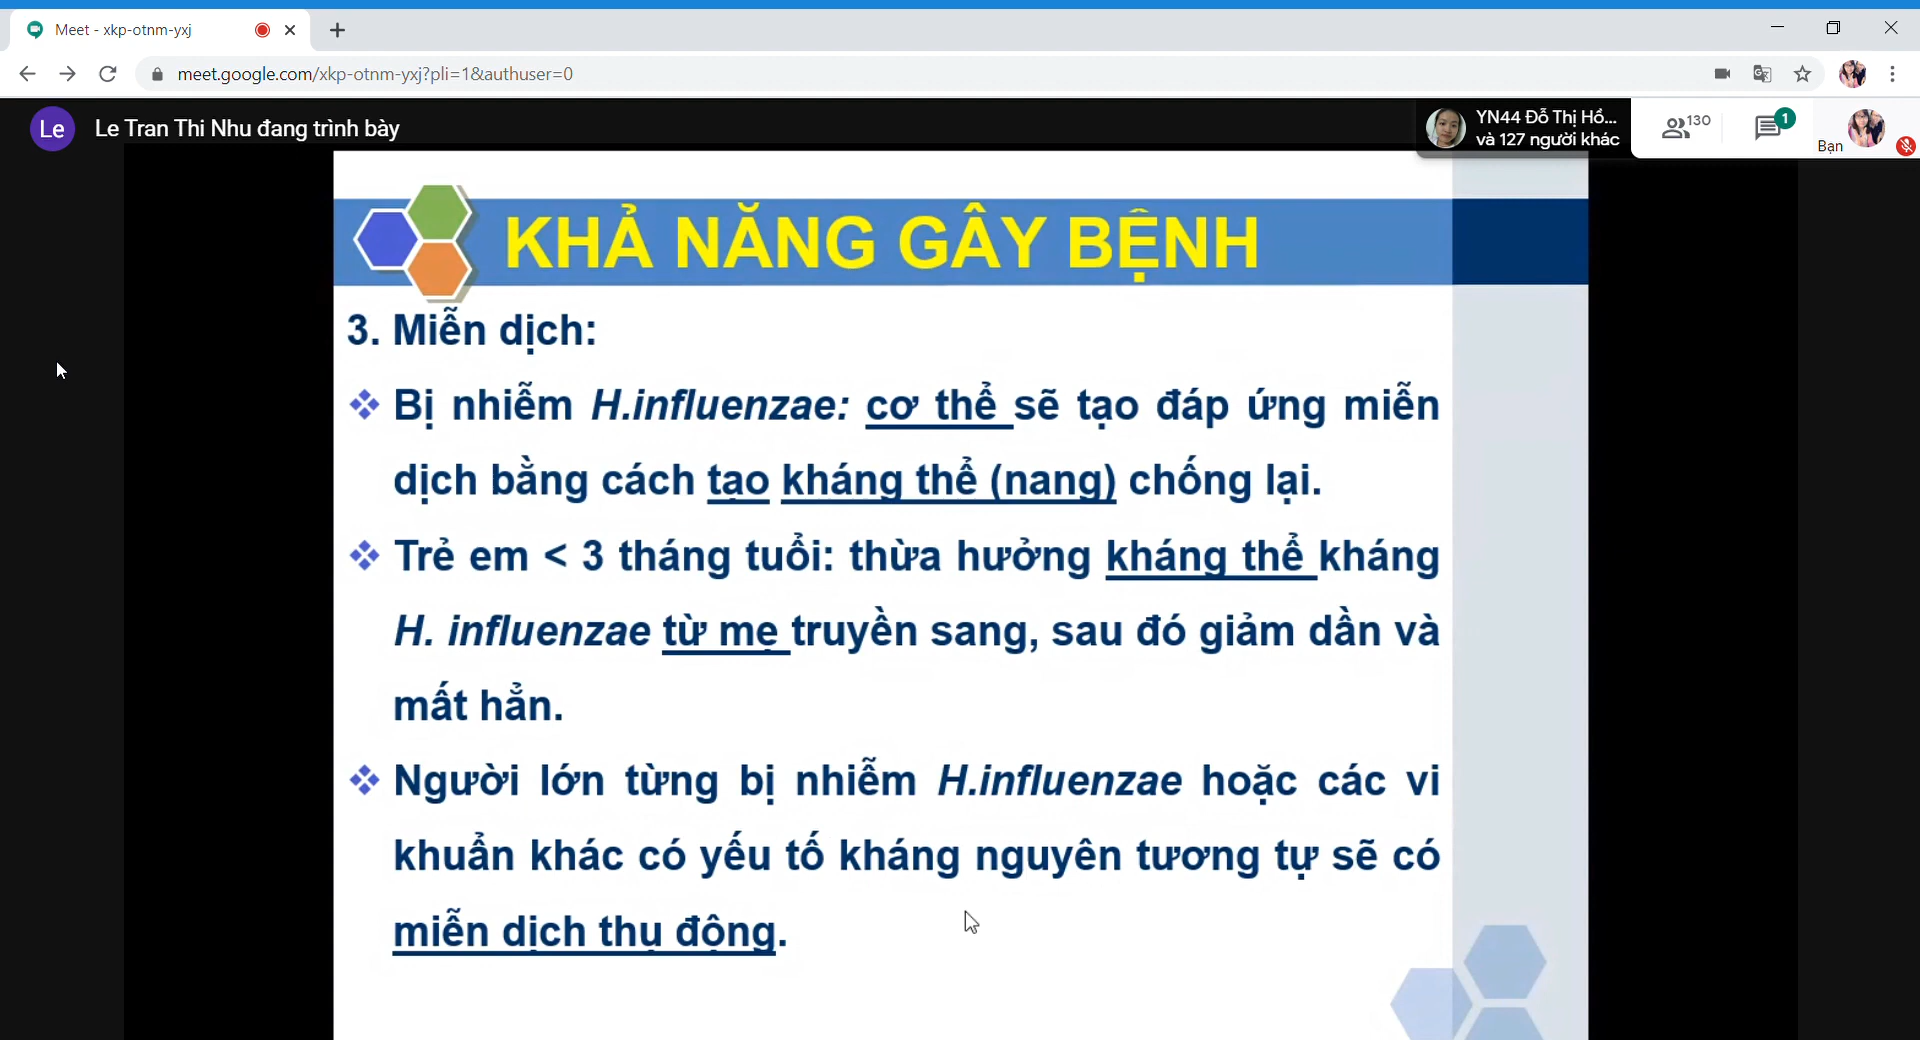 Meet - xkp-otnm-yxj
meet.google.com/xkp-otnm-yxj?pli=1&authuser=0
Le
Le Tran Thi Nhu đang trình bày
YN44 Đỗ Thị Hồ...
và 127 người khác
130
1
Bạn
KHẢ NĂNG GÂY BỆNH
3. Miễn dịch:
Bị nhiễm H.influenzae: cơ thể sẽ tạo đáp ứng miễn
dịch bằng cách tạo kháng thể (nang) chống lại.
Trẻ em < 3 tháng tuổi: thừa hưởng kháng thể kháng
H. influenzae từ mẹ truyền sang, sau đó giảm dần và
mất hẳn.
Người lớn từng bị nhiễm H.influenzae hoặc các vi
khuẩn khác có yếu tố kháng nguyên tương tự sẽ có
miễn dịch thụ động.